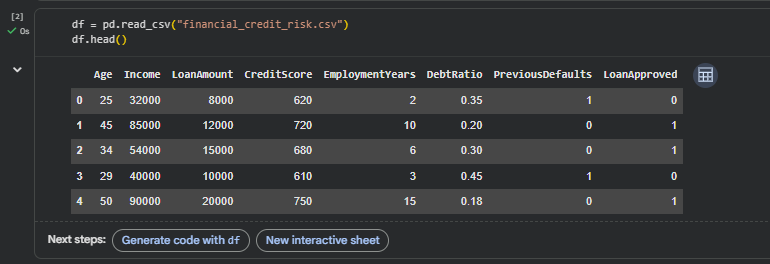 [2]
0s
df = pd.read_csv("financial_credit_risk.csv")
df.head()
Age Income LoanAmount CreditScore EmploymentYears DebtRatio PreviousDefaults LoanApproved
0 25 32000 8000 620 2 0.35 1 0
1 45 85000 12000 720 10 0.20 0 1
2 34 54000 15000 680 6 0.30 0 1
3 29 40000 10000 610 3 0.45 1 0
4 50 90000 20000 750 15 0.18 0 1
Next steps: Generate code with df New interactive sheet